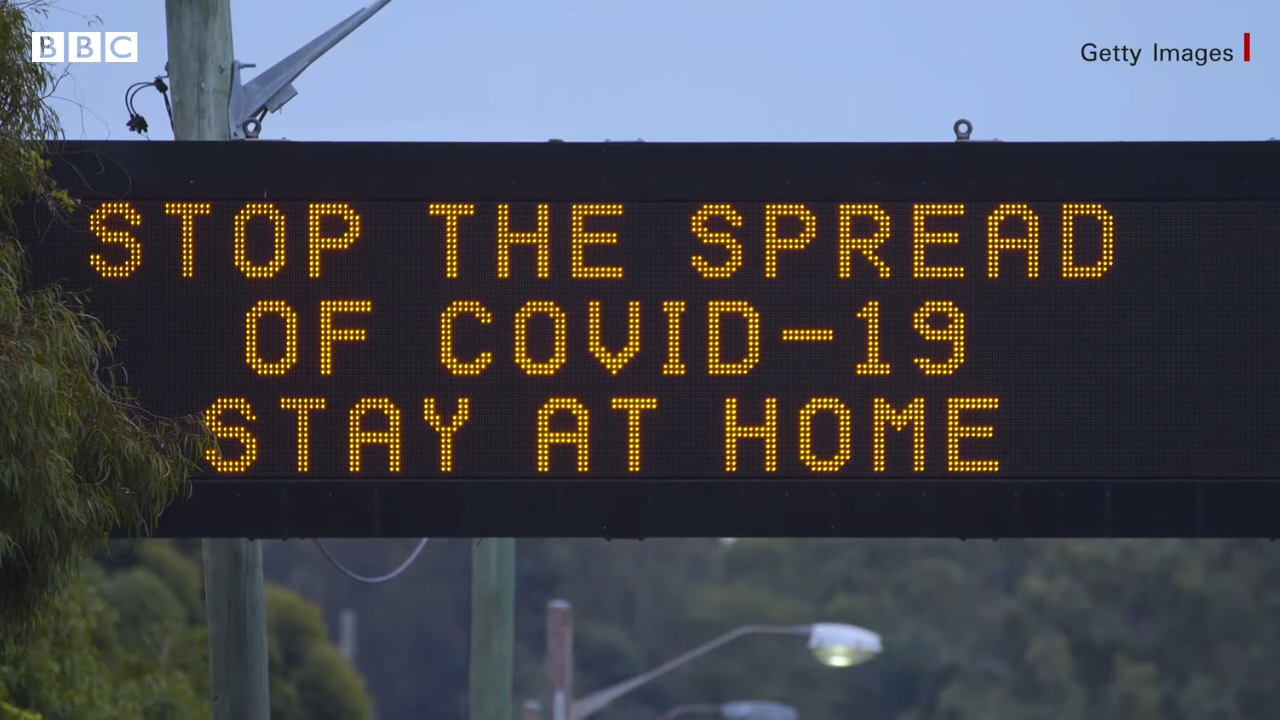 BBC
Getty Images
STOP THE SPREAD
OF COVID-19
STAY AT HOME